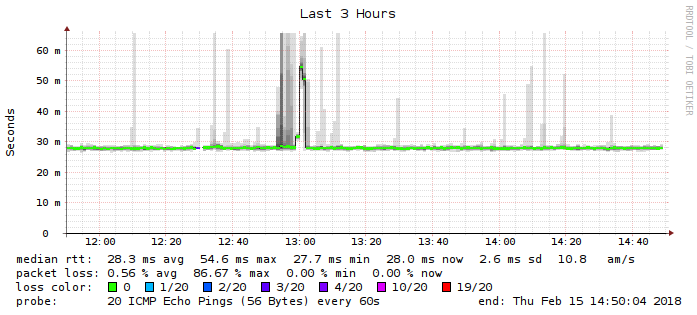 Last 3 Hours
RRDTOOL / TOBI OETIKER
Seconds
60 m
50 m
40 m
30 m
20 m
10 m
0
12:00 12:20 12:40 13:00 13:20 13:40 14:00 14:20 14:40
median rtt: 28.3 ms avg 54.6 ms max 27.7 ms min 28.0 ms now 2.6 ms sd 10.8 am/s
packet loss: 0.56 % avg 86.67 % max 0.00 % min 0.00 % now
loss color: 0 1/20 2/20 3/20 4/20 10/20 19/20
probe: 20 ICMP Echo Pings (56 Bytes) every 60s end: Thu Feb 15 14:50:04 2018